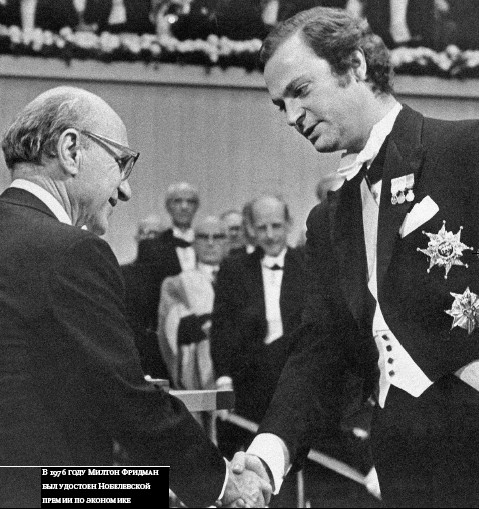 В 1976 ГОДУ МИЛТОН ФРИДМАН
БЫЛ УДОСТОЕН НОБЕЛЕВСКОЙ
ПРЕМИИ ПО ЭКОНОМИКЕ